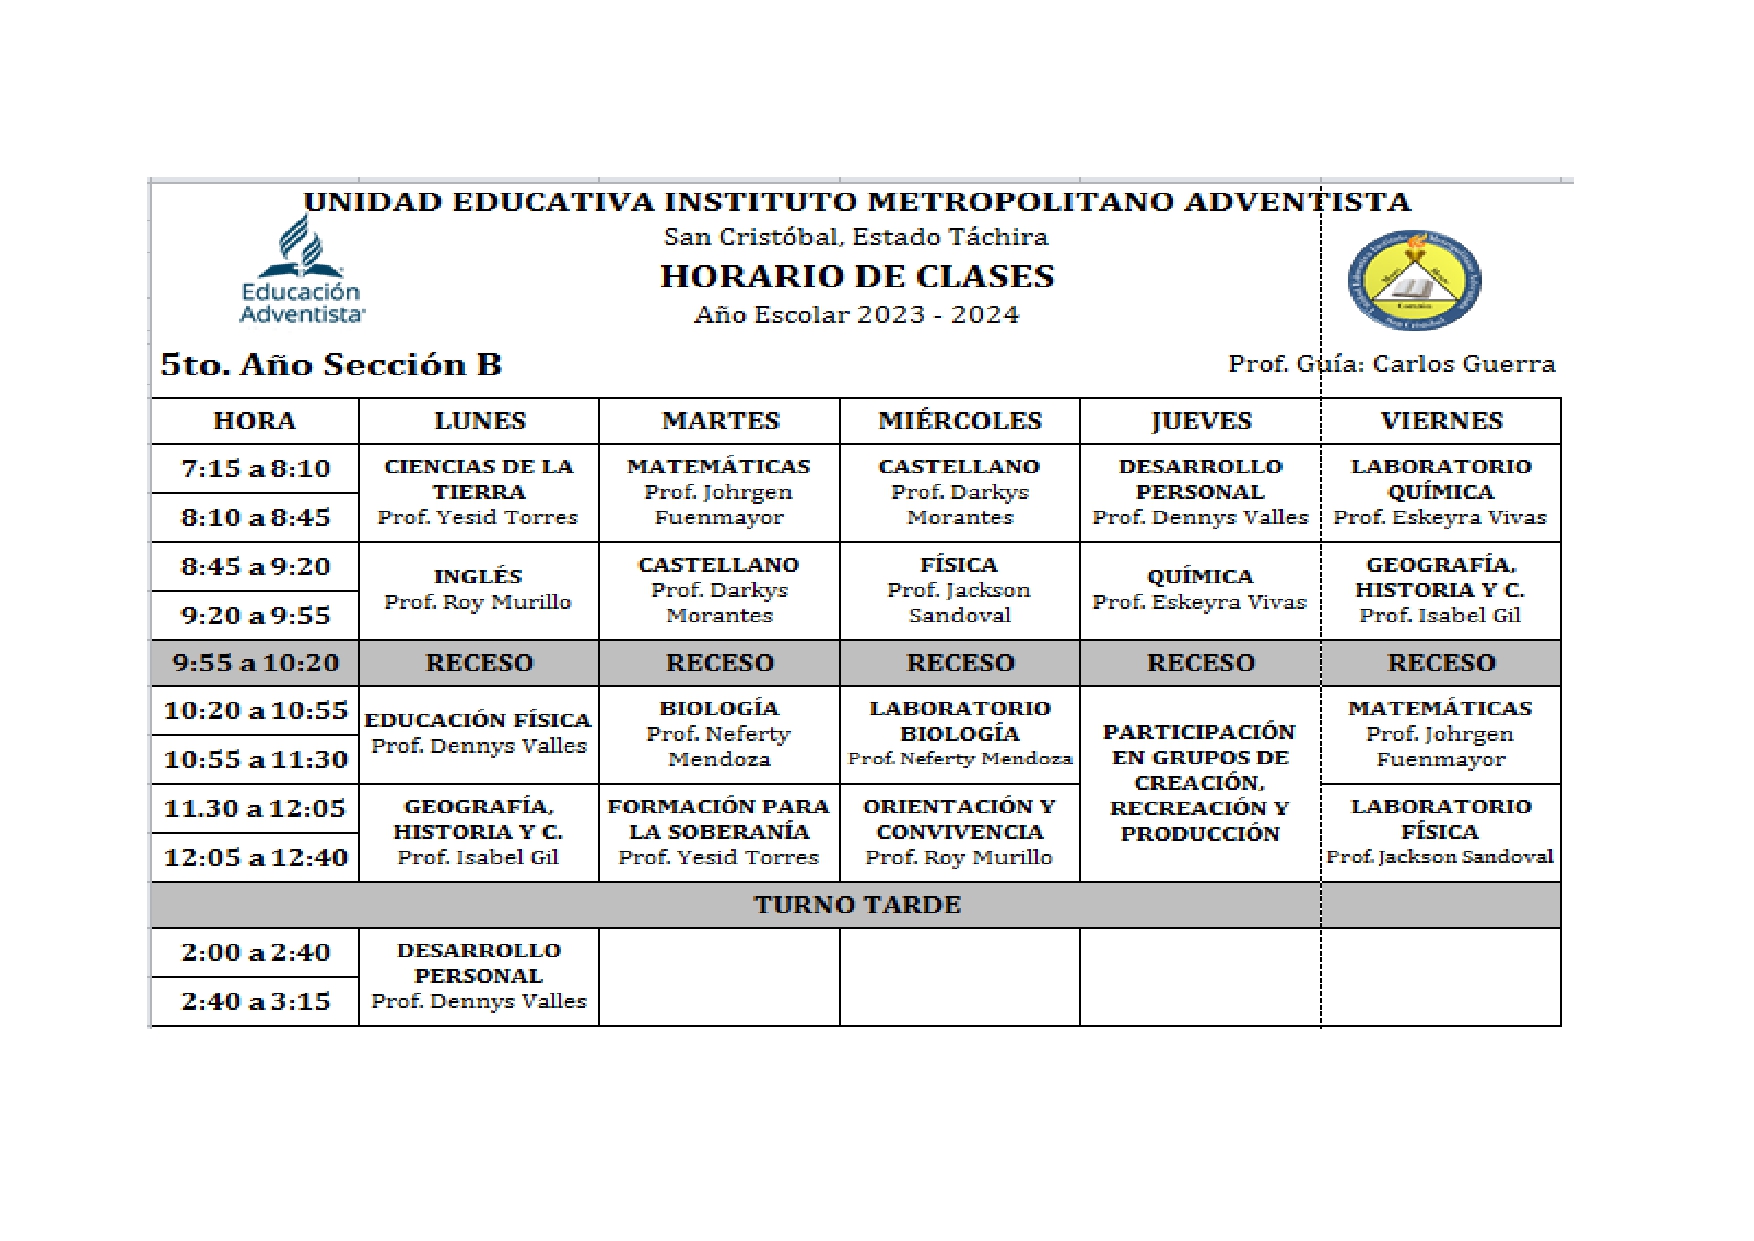 UNIDAD EDUCATIVA INSTITUTO METROPOLITANO ADVENTISTA
San Cristóbal, Estado Táchira
HORARIO DE CLASES
Año Escolar 2023 - 2024
Educación
Adventista
5to. Año Sección B
Prof. Guía: Carlos Guerra
HORA LUNES MARTES MIÉRCOLES JUEVES VIERNES
7:15 a 8:10
8:10 a 8:45
CIENCIAS DE LA
TIERRA
Prof. Yesid Torres
MATEMÁTICAS
Prof. Johrgen
Fuenmayor
CASTELLANO
Prof. Darkys
Morantes
DESARROLLO
PERSONAL
Prof. Dennys Valles
LABORATORIO
QUÍMICA
Prof. Eskeyra Vivas
8:45 a 9:20
9:20 a 9:55
INGLÉS
Prof. Roy Murillo
CASTELLANO
Prof. Darkys
Morantes
FÍSICA
Prof. Jackson
Sandoval
QUÍMICA
Prof. Eskeyra Vivas
GEOGRAFÍA,
HISTORIA Y C.
Prof. Isabel Gil
9:55 a 10:20 RECESO RECESO RECESO RECESO RECESO
10:20 a 10:55
10:55 a 11:30
EDUCACIÓN FÍSICA
Prof. Dennys Valles
BIOLOGÍA
Prof. Neferty
Mendoza
LABORATORIO
BIOLOGÍA
Prof. Neferty Mendoza
PARTICIPACIÓN
EN GRUPOS DE
CREACIÓN,
RECREACIÓN Y
PRODUCCIÓN
MATEMÁTICAS
Prof. Johrgen
Fuenmayor
11.30 a 12:05
12:05 a 12:40
GEOGRAFÍA,
HISTORIA Y C.
Prof. Isabel Gil
FORMACIÓN PARA
LA SOBERANÍA
Prof. Yesid Torres
ORIENTACIÓN Y
CONVIVENCIA
Prof. Roy Murillo
LABORATORIO
FÍSICA
Prof. Jackson Sandoval
TURNO TARDE
2:00 a 2:40
2:40 a 3:15
DESARROLLO
PERSONAL
Prof. Dennys Valles